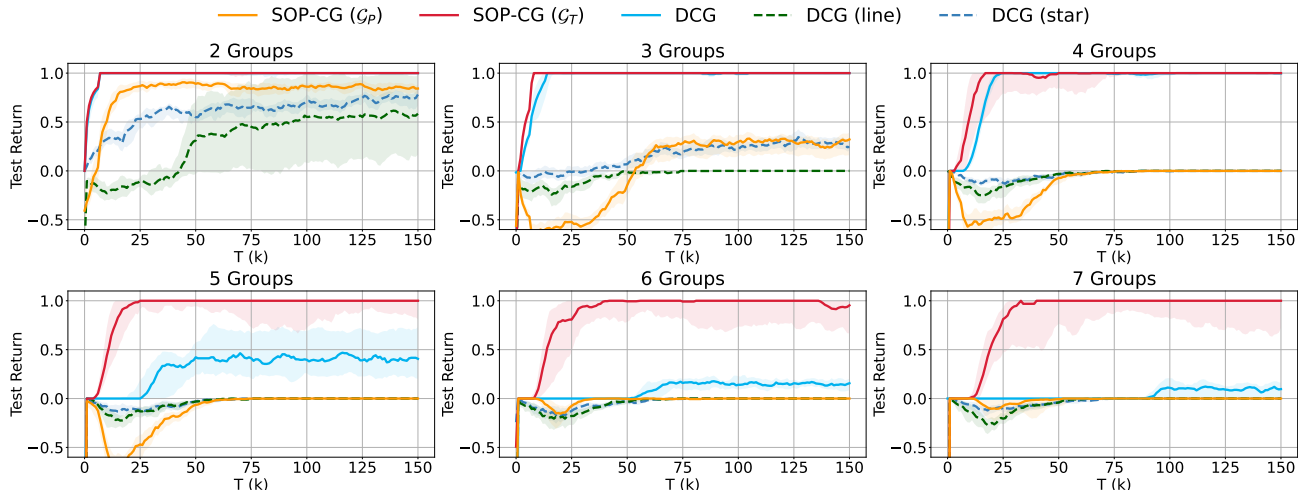 SOP-CG (𝒢_P) SOP-CG (𝒢_T) DCG DCG (line) DCG (star)
2 Groups 3 Groups 4 Groups
1.0 1.0 1.0
0.5 0.5 0.5
0.0 0.0 0.0
−0.5 −0.5 −0.5
Test Return Test Return Test Return
0 25 50 75 100 125 150 0 25 50 75 100 125 150 0 25 50 75 100 125 150
T (k) T (k) T (k)
5 Groups 6 Groups 7 Groups
1.0 1.0 1.0
0.5 0.5 0.5
0.0 0.0 0.0
−0.5 −0.5 −0.5
Test Return Test Return Test Return
0 25 50 75 100 125 150 0 25 50 75 100 125 150 0 25 50 75 100 125 150
T (k) T (k) T (k)